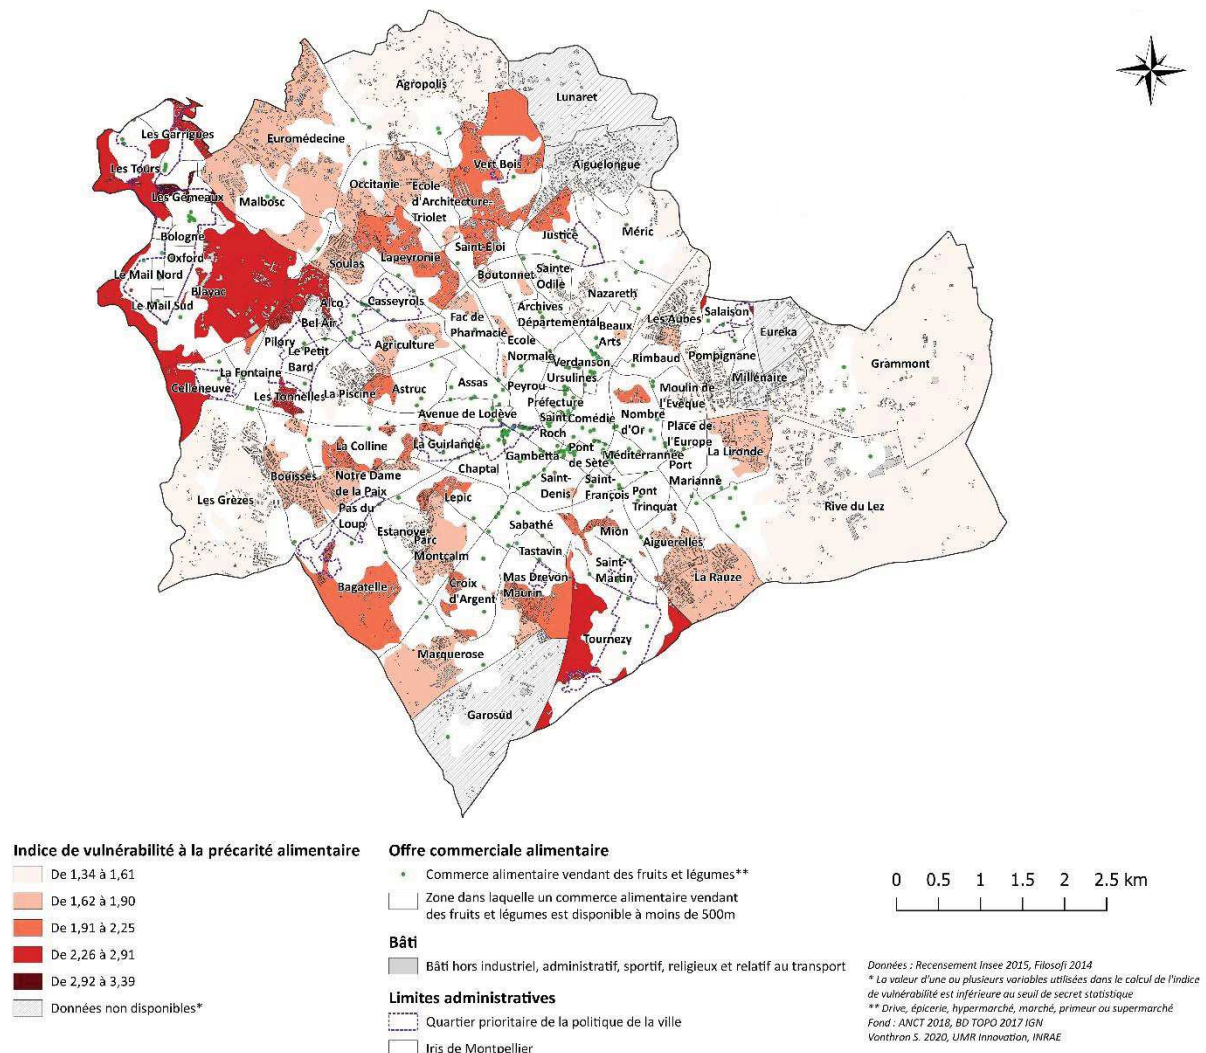 Agropolis
Lunaret
Les Garrigues
Euromédecine
Les Tours
Vert Bois
Aiguelongue
Occitanie
Ecole
d'Architecture-
Triolet
Les Gémeaux
Malbosc
Justice
Méric
Bologne
Saint-Eloi
Oxford
Soulas
Lapeyronie
Boutonnet
Sainte-
Odile
Le Mail Nord
Blayac
Nazareth
Le Mail Sud
Alco
Casseyrols
Archives
Départemental
Bel Air
Fac de
Pharmacie
Beaux
Arts
Les Aubes
Salaison
Eureka
Pilory
Le Petit
Bard
Agriculture
Ecole
Normale
Verdanson
Rimbaud
Pompignane
Grammont
La Fontaine
Celleneuve
Les Tonnelles
La Piscine
Astruc
Assas
Peyrou
Ursulines
Millénaire
Moulin de
l'Evêque
Préfecture
Avenue de Lodève
Saint
Roch
Comédie
Nombre
d'Or
Place de
l'Europe
La Colline
La Guirlande
Gambetta
Pont
de Sète
Méditerrannée
La Lironde
Chaptal
Port
Marianne
Bouisses
Notre Dame
de la Paix
Les Grèzes
Lepic
Saint-
Denis
Saint-
François
Pont
Trinquat
Rive du Lez
Pas du
Loup
Estanove
Parc
Montcalm
Sabathé
Mion
Aiguerelles
Tastavin
Saint-
Martin
La Rauze
Bagatelle
Croix
d'Argent
Mas Drevon
Maurin
Tournezy
Marquerose
Garosud
Indice de vulnérabilité à la précarité alimentaire
De 1,34 à 1,61
De 1,62 à 1,90
De 1,91 à 2,25
De 2,26 à 2,91
De 2,92 à 3,39
Données non disponibles*
Offre commerciale alimentaire
Commerce alimentaire vendant des fruits et légumes**
Zone dans laquelle un commerce alimentaire vendant
des fruits et légumes est disponible à moins de 500m
Bâti
Bâti hors industriel, administratif, sportif, religieux et relatif au transport
Limites administratives
Quartier prioritaire de la politique de la ville
Iris de Montpellier
0 0.5 1 1.5 2 2.5 km
Données : Recensement Insee 2015, Filosofi 2014
* La valeur d'une ou plusieurs variables utilisées dans le calcul de l'indice
de vulnérabilité est inférieure au seuil de secret statistique
** Drive, épicerie, hypermarché, marché, primeur ou supermarché
Fond : ANCT 2018, BD TOPO 2017 IGN
Vonthron S. 2020, UMR Innovation, INRAE